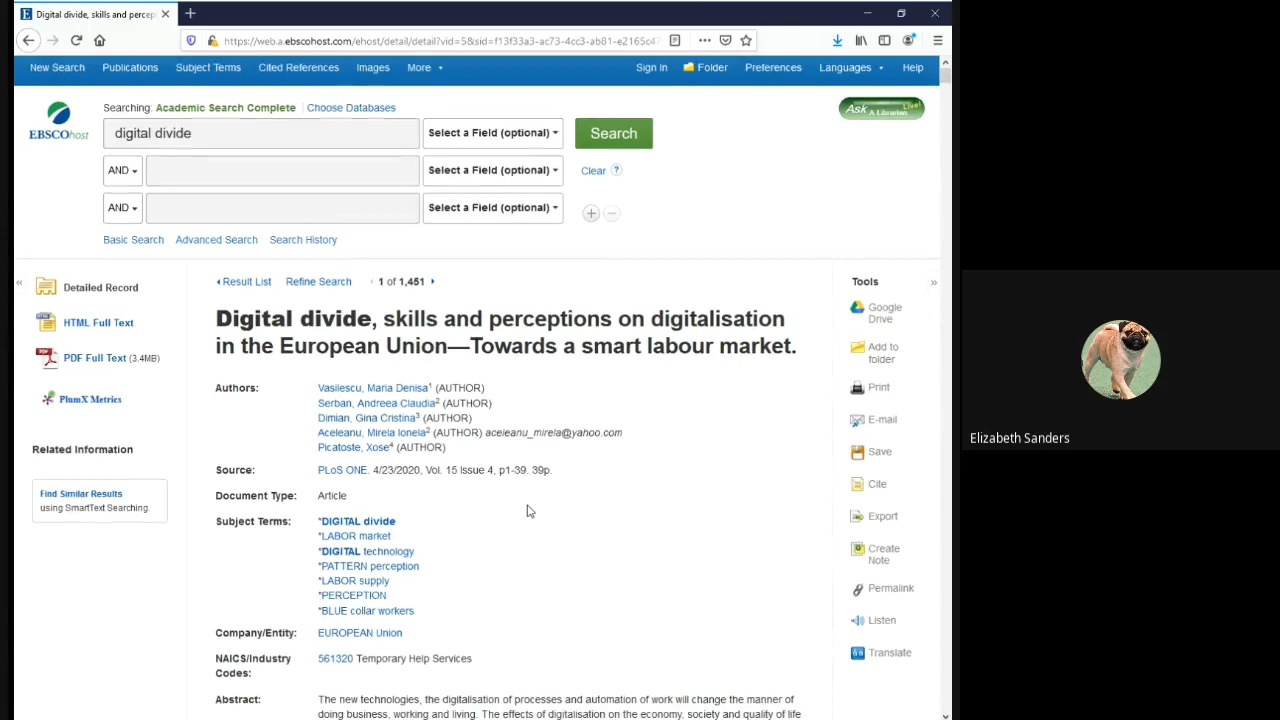 Digital divide, skills and percep
https://web.a.ebscohost.com/ehost/detail/detail?vid=5&sid=f13f33a3-ac73-4cc3-ab81-e2165c47
New Search Publications Subject Terms Cited References Images More Sign In Folder Preferences Languages Help
Searching: Academic Search Complete Choose Databases
Ask A Librarian Live!
EBSCOhost
digital divide Select a Field (optional) Search
AND Select a Field (optional) Clear ?
AND Select a Field (optional)
Basic Search Advanced Search Search History
Detailed Record
HTML Full Text
PDF Full Text (3.4MB)
PlumX Metrics
Related Information
Find Similar Results
using SmartText Searching.
Result List Refine Search 1 of 1,451
Digital divide, skills and perceptions on digitalisation
in the European Union—Towards a smart labour market.
Authors: Vasilescu, Maria Denisa1 (AUTHOR)
Serban, Andreea Claudia2 (AUTHOR)
Dimian, Gina Cristina3 (AUTHOR)
Aceleanu, Mirela Ionela2 (AUTHOR) aceleanu_mirela@yahoo.com
Picatoste, Xose4 (AUTHOR)
Source: PLoS ONE. 4/23/2020, Vol. 15 Issue 4, p1-39. 39p.
Document Type: Article
Subject Terms: *DIGITAL divide
*LABOR market
*DIGITAL technology
*PATTERN perception
*LABOR supply
*PERCEPTION
*BLUE collar workers
Company/Entity: EUROPEAN Union
NAICS/Industry Codes: 561320 Temporary Help Services
Abstract: The new technologies, the digitalisation of processes and automation of work will change the manner of
doing business, working and living. The effects of digitalisation on the economy, society and quality of life
Tools
Google Drive
Add to folder
Print
E-mail
Save
Cite
Export
Create Note
Permalink
Listen
Translate
Elizabeth Sanders